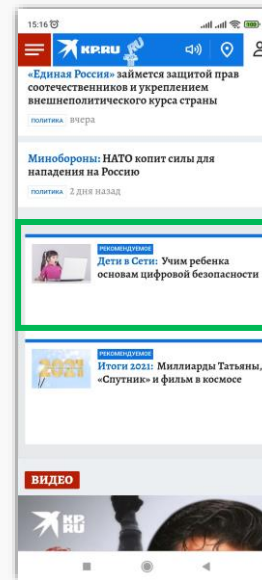 15:16
KP.RU
RU
«Единая Россия» займется защитой прав
соотечественников и укреплением
внешнеполитического курса страны
политика вчера
Минобороны: НАТО копит силы для
нападения на Россию
политика 2 дня назад
РЕКОМЕНДУЕМОЕ
Дети в Сети: Учим ребенка
основам цифровой безопасности
РЕКОМЕНДУЕМОЕ
2021
Итоги 2021: Миллиарды Татьяны,
«Спутник» и фильм в космосе
ВИДЕО
KP.
RU